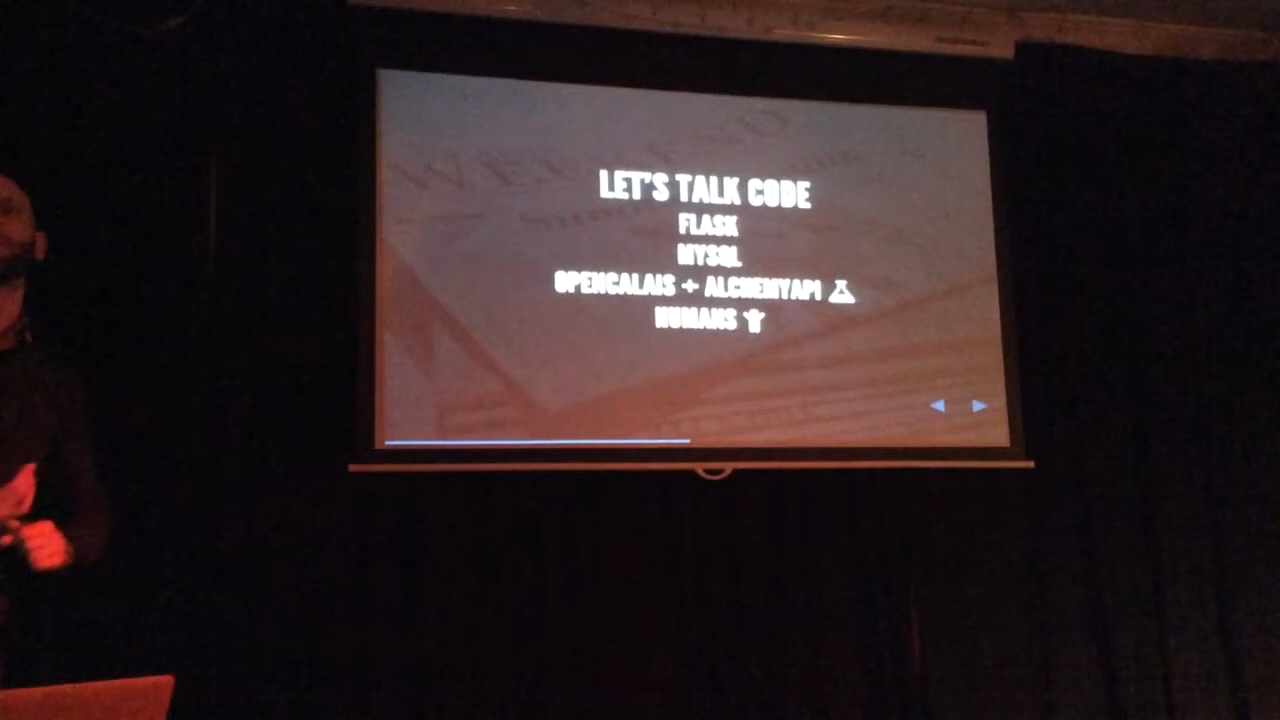 LET'S TALK CODE
FLASK
MYSQL
OPENCALAIS + ALCHEMYAPI
HUMANS